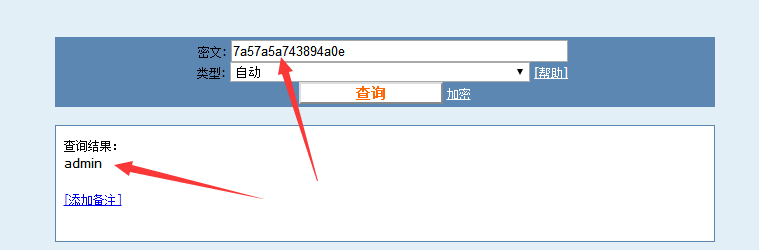 密文: 7a57a5a743894a0e
类型: 自动 [帮助]
查询 加密
查询结果：
admin
[添加备注]